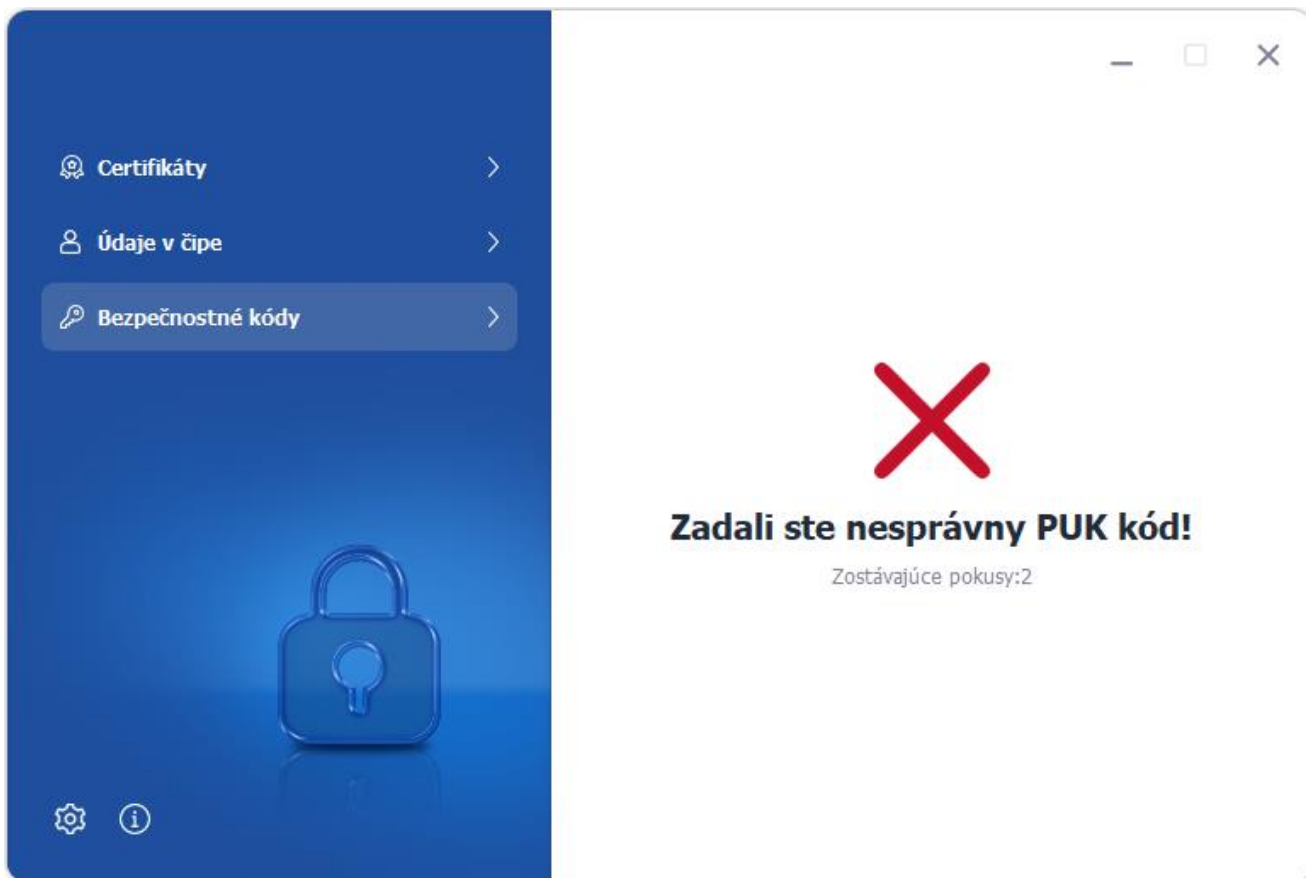 Certifikáty
Údaje v čipe
Bezpečnostné kódy
Zadali ste nesprávny PUK kód!
Zostávajúce pokusy:2